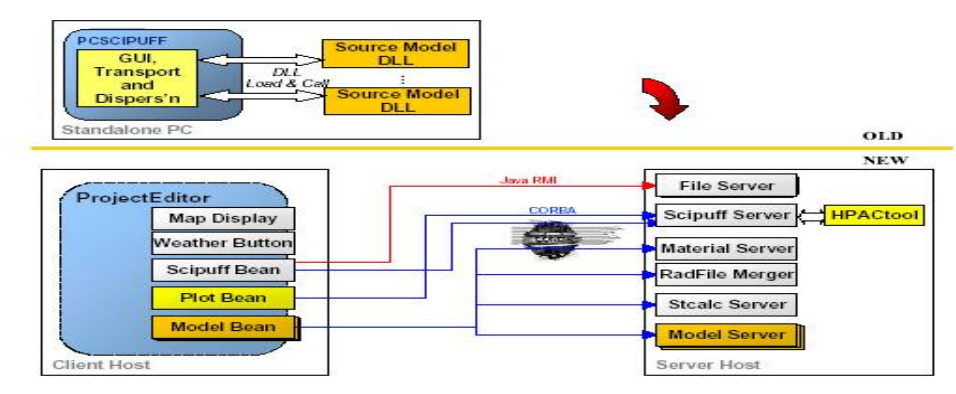 PCSCIPUFF
GUI,
Transport
and
Dispers'n
DLL
Load & Call
Source Model
DLL
⋮
Source Model
DLL
Standalone PC
OLD
NEW
ProjectEditor
Map Display
Weather Button
Scipuff Bean
Plot Bean
Model Bean
Client Host
Java RMI
CORBA
File Server
Scipuff Server
HPACtool
Material Server
RadFile Merger
Stcalc Server
Model Server
Server Host